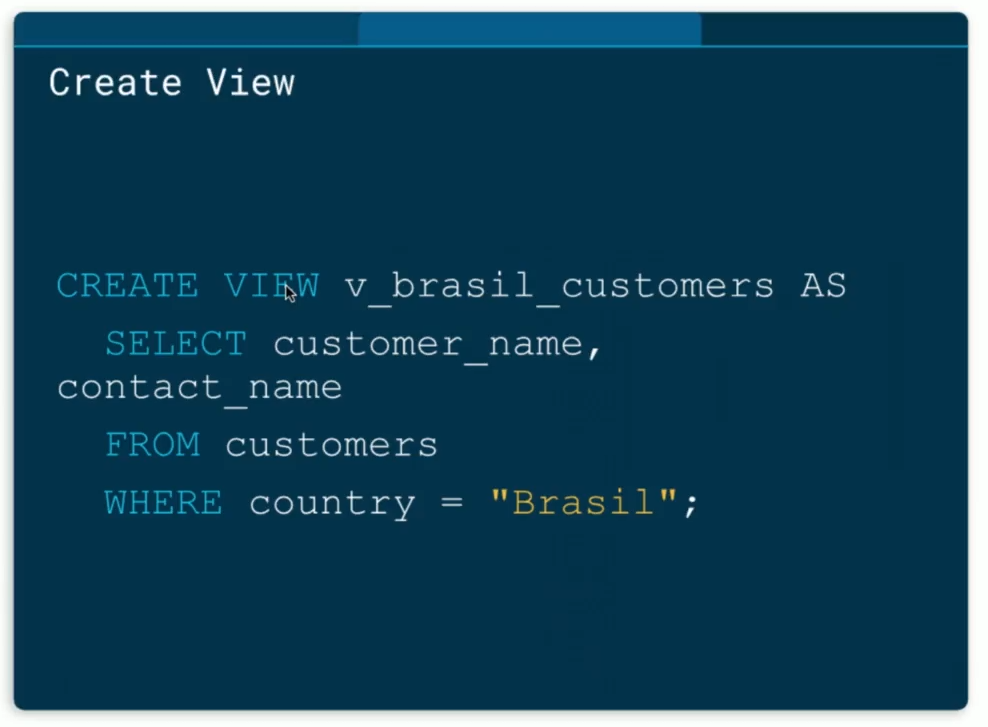 Create View
CREATE VIEW v_brasil_customers AS
SELECT customer_name,
contact_name
FROM customers
WHERE country = "Brasil";